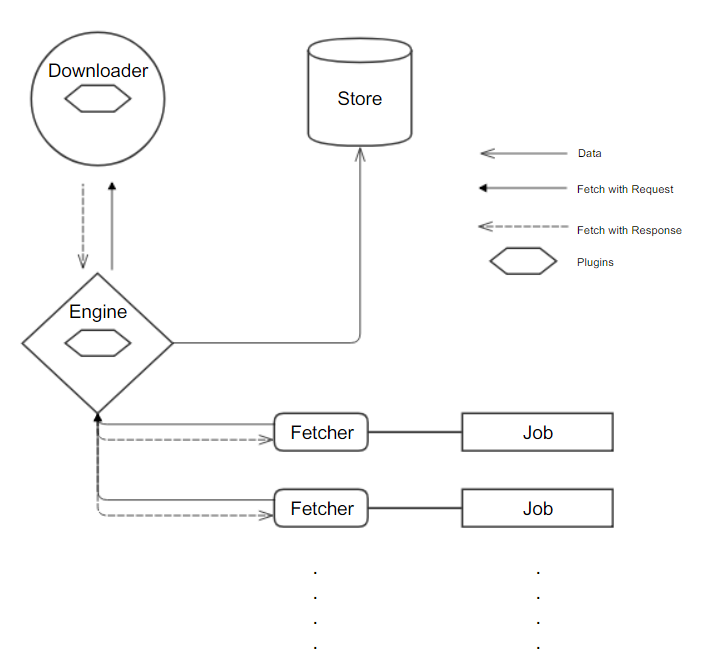 Downloader
Store
Data
Fetch with Request
Fetch with Response
Plugins
Engine
Fetcher
Job
Fetcher
Job